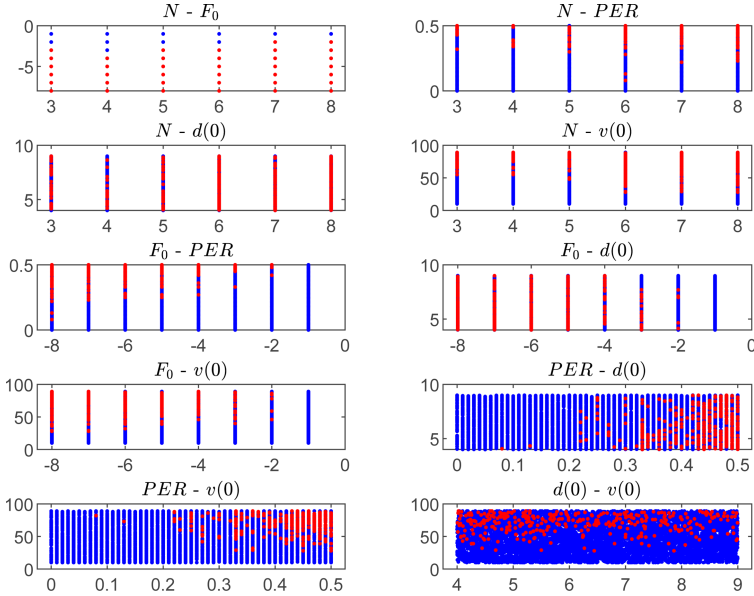 N - F₀
0
-5
3 4 5 6 7 8
N - PER
0.5
0
3 4 5 6 7 8
N - d(0)
10
5
3 4 5 6 7 8
N - v(0)
100
50
0
3 4 5 6 7 8
F₀ - PER
0.5
0
-8 -6 -4 -2 0
F₀ - d(0)
10
5
-8 -6 -4 -2 0
F₀ - v(0)
100
50
0
-8 -6 -4 -2 0
PER - d(0)
10
5
0 0.1 0.2 0.3 0.4 0.5
PER - v(0)
100
50
0
0 0.1 0.2 0.3 0.4 0.5
d(0) - v(0)
100
50
0
4 5 6 7 8 9